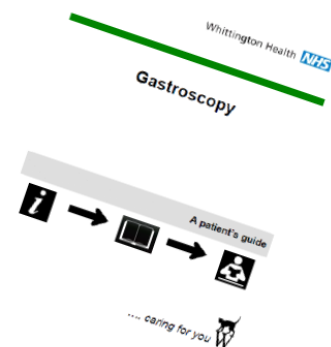 Whittington Health NHS
Gastroscopy
A patient's guide
i
.... caring for you